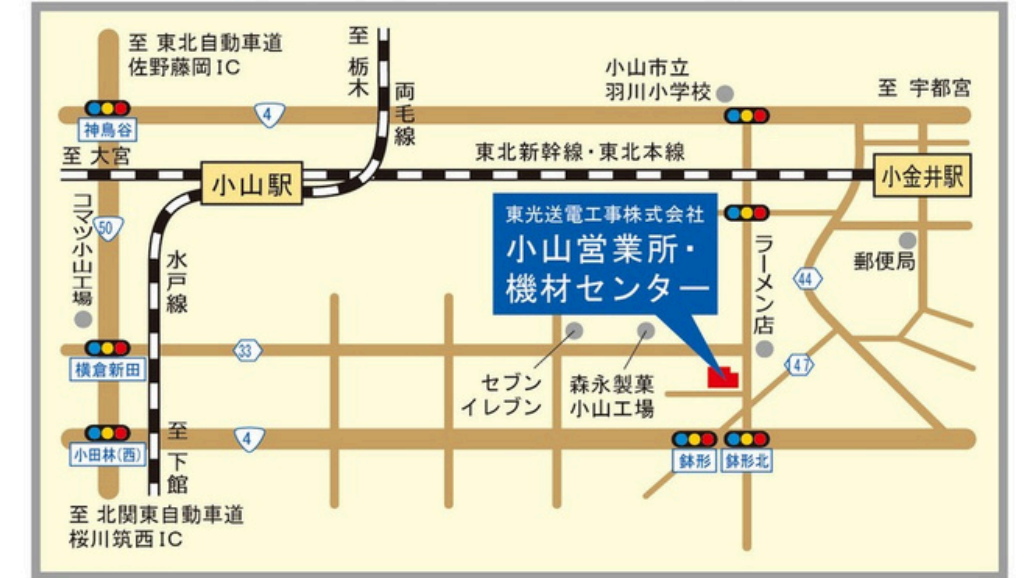 至 東北自動車道
佐野藤岡IC
至 栃木
両毛線
小山市立
羽川小学校
至 宇都宮
4
神鳥谷
至 大宮
東北新幹線・東北本線
小山駅
小金井駅
コマツ小山工場
50
水戸線
東光送電工事株式会社
小山営業所・
機材センター
ラーメン店
郵便局
44
33
横倉新田
セブン
イレブン
森永製菓
小山工場
147
小田林(西)
至 下館
4
鉢形
鉢形北
至 北関東自動車道
桜川筑西IC